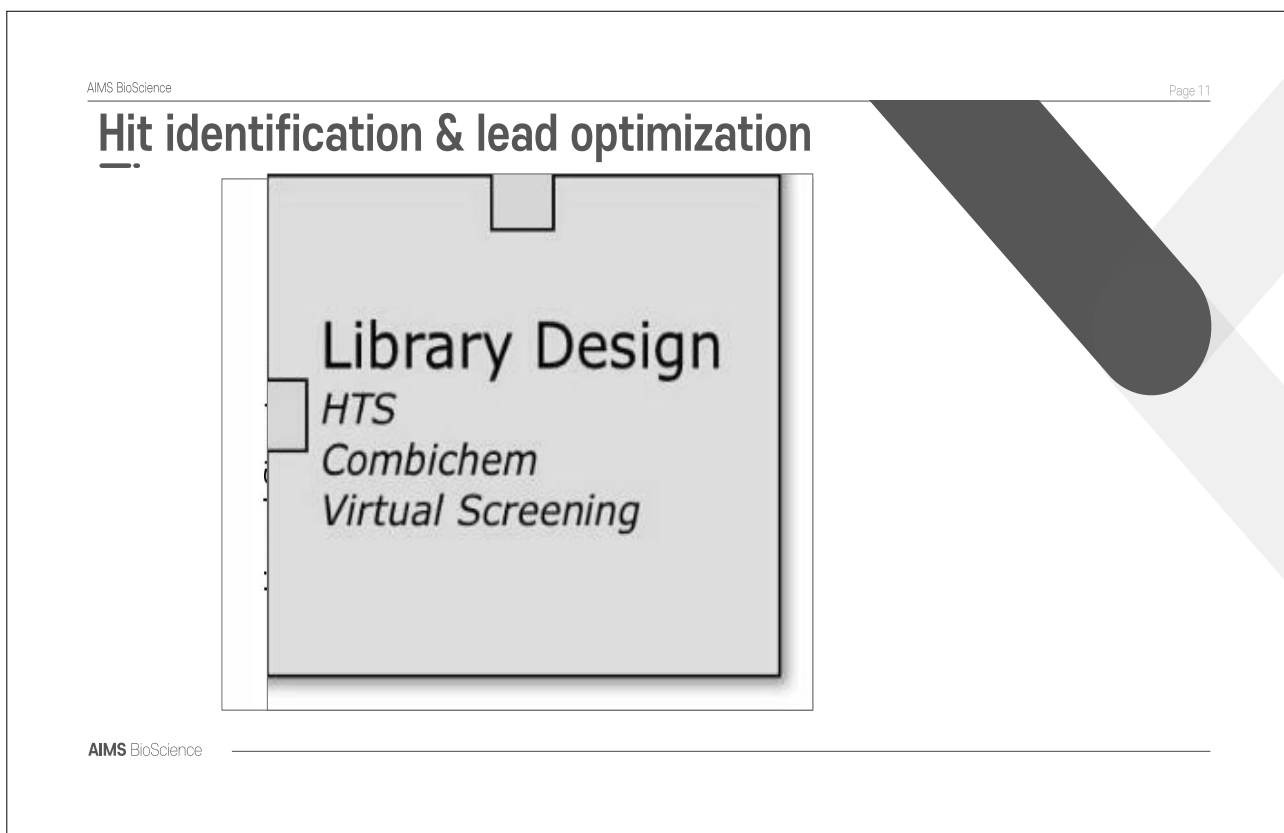 AIMS BioScience
Page 11
Hit identification & lead optimization
Library Design
HTS
Combichem
Virtual Screening
AIMS BioScience